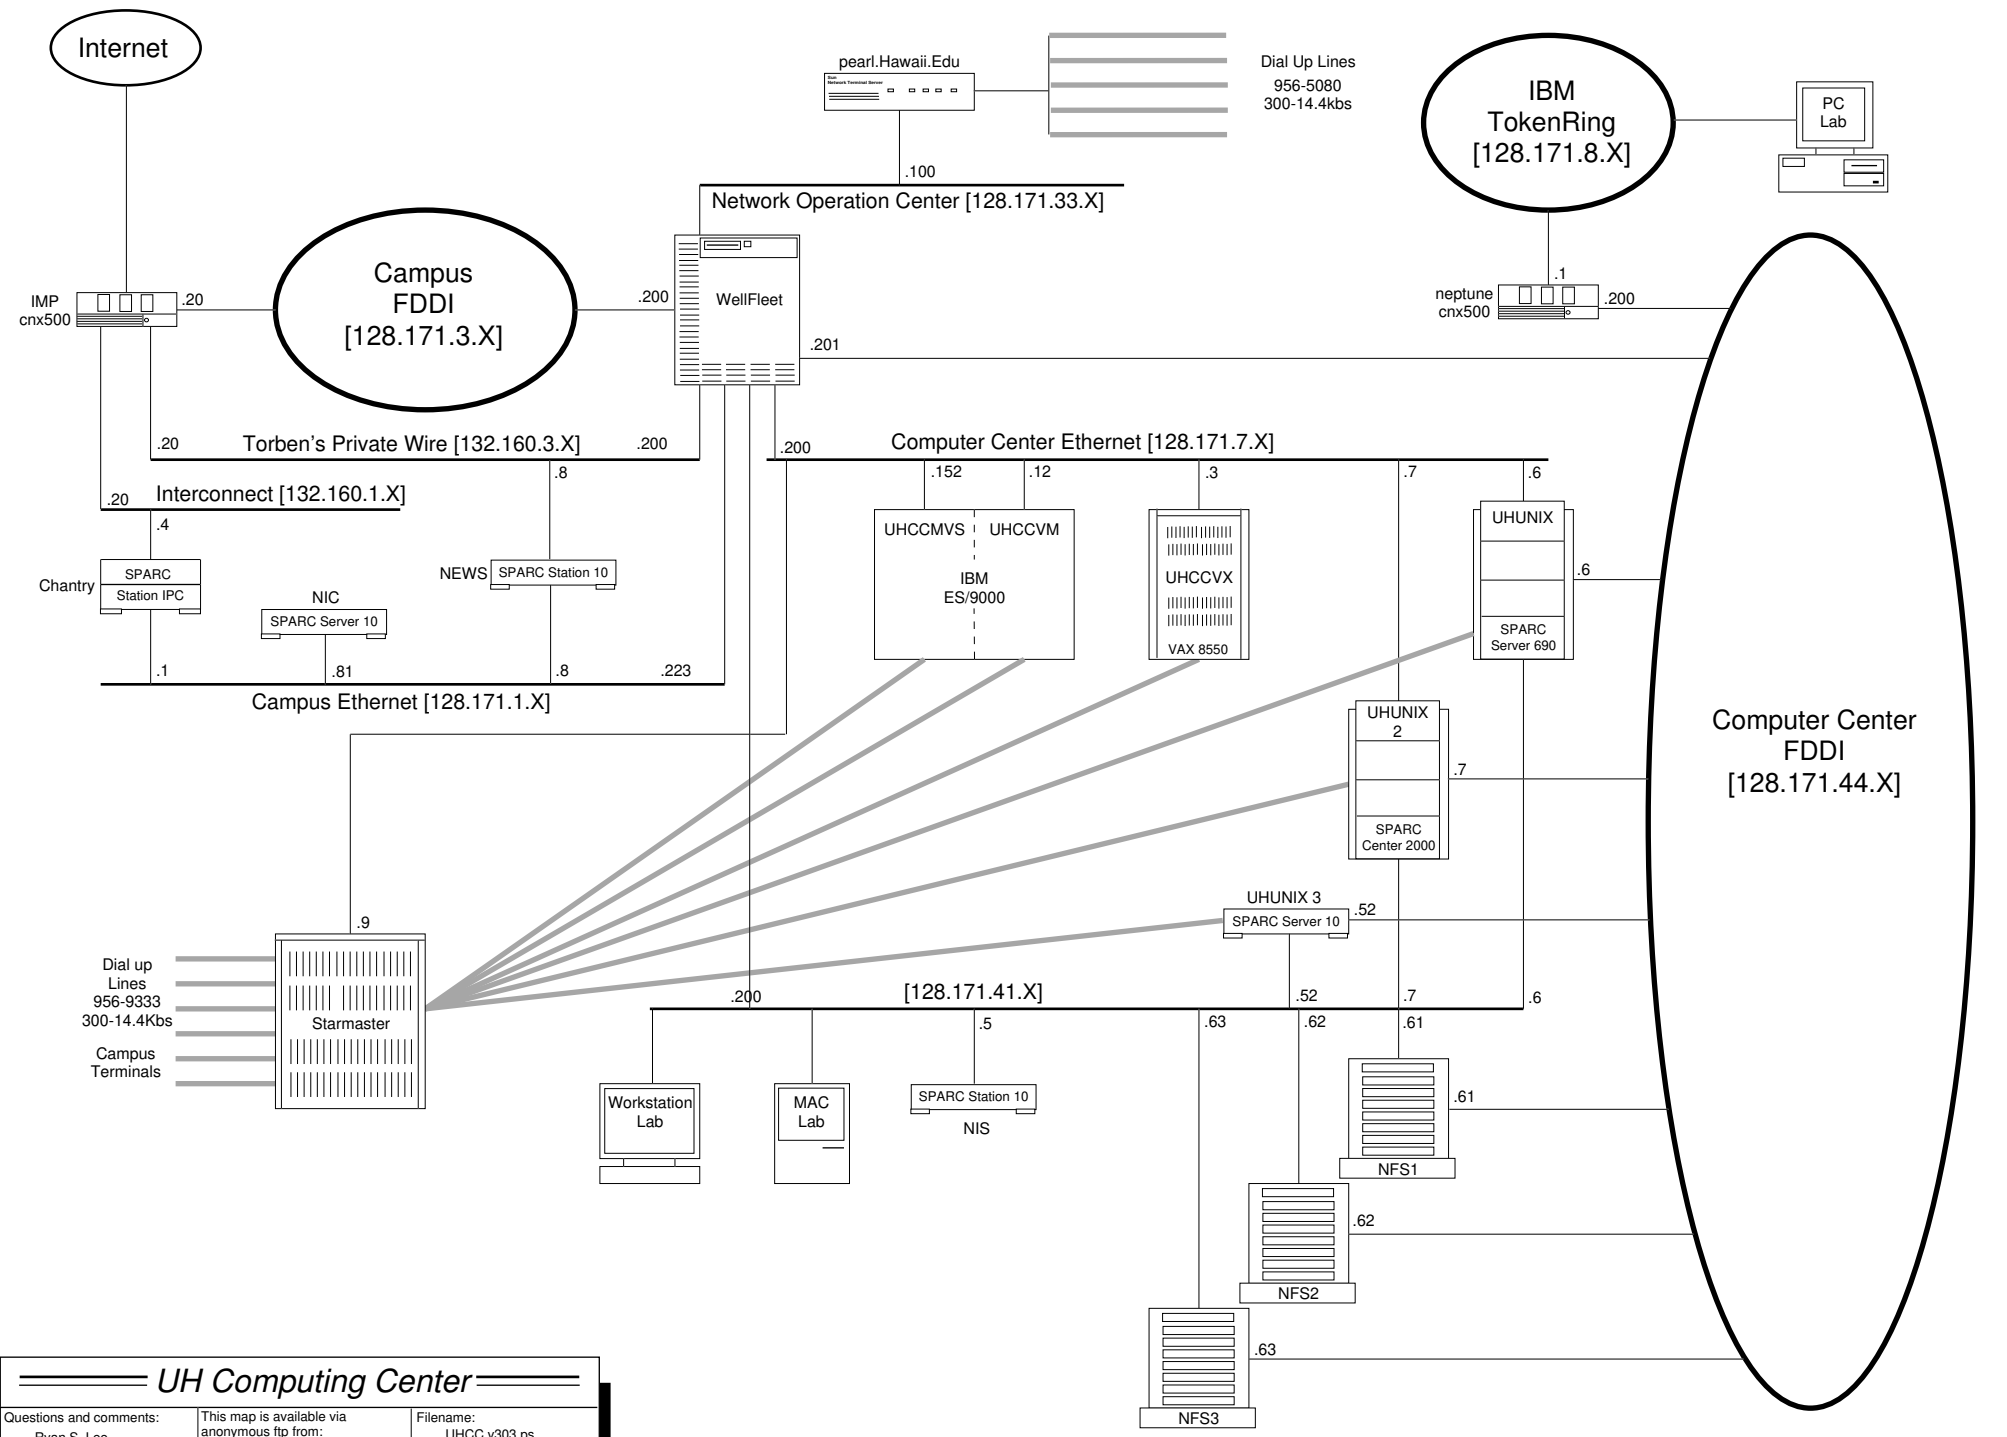 Internet
pearl.Hawaii.Edu
Sun
Network Terminal Server
Dial Up Lines
956-5080
300-14.4kbs
IBM
TokenRing
[128.171.8.X]
PC
Lab
.100
Network Operation Center [128.171.33.X]
Campus
FDDI
[128.171.3.X]
IMP
cnx500
.20
.200
WellFleet
.201
.1
neptune
cnx500
.200
.20
Torben's Private Wire [132.160.3.X]
.200
.200
Computer Center Ethernet [128.171.7.X]
.8
.152
.12
.3
.7
.6
.20
Interconnect [132.160.1.X]
.4
Chantry
SPARC
Station IPC
NIC
SPARC Server 10
NEWS
SPARC Station 10
UHCCMVS
UHCCVM
IBM
ES/9000
UHCCVX
VAX 8550
UHUNIX
SPARC
Server 690
.6
.1
.81
.8
.223
Campus Ethernet [128.171.1.X]
UHUNIX
2
SPARC
Center 2000
.7
Computer Center
FDDI
[128.171.44.X]
UHUNIX 3
SPARC Server 10
.52
.9
Dial up
Lines
956-9333
300-14.4Kbs
Campus
Terminals
Starmaster
.200
[128.171.41.X]
.52
.7
.6
.5
.63
.62
.61
Workstation
Lab
MAC
Lab
SPARC Station 10
NIS
.61
NFS1
.62
NFS2
.63
NFS3
UH Computing Center
Questions and comments:
Ryan S. Lee
This map is available via
anonymous ftp from:
Filename:
UHCC.v303.ps